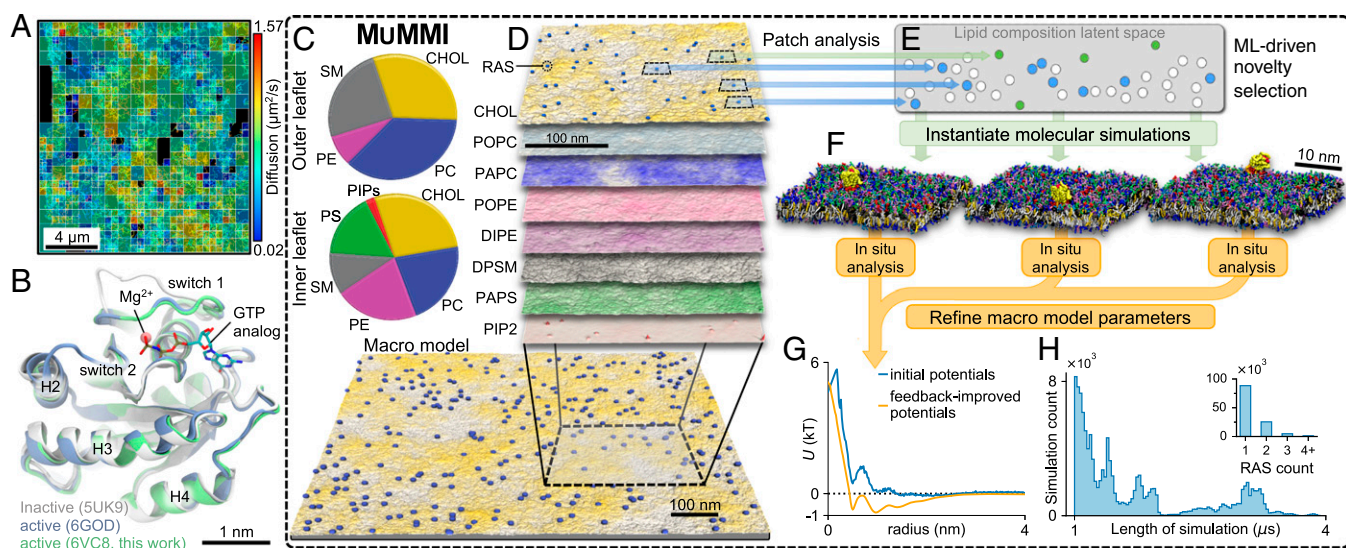 A
1.57
Diffusion (µm²/s)
0.02
4 µm
B
switch 1
Mg²⁺
GTP
analog
switch 2
H2
H3
H4
Inactive (5UK9)
active (6GOD)
active (6VC8, this work)
1 nm
C
MuMMI
Outer leaflet
SM
CHOL
PE
PC
Inner leaflet
PIPs
CHOL
PS
SM
PE
PC
Macro model
100 nm
D
RAS
CHOL
100 nm
POPC
PAPC
POPE
DIPE
DPSM
PAPS
PIP2
Patch analysis
E
Lipid composition latent space
ML-driven
novelty
selection
Instantiate molecular simulations
F
10 nm
In situ
analysis
In situ
analysis
In situ
analysis
Refine macro model parameters
G
6
U (kT)
0
-1
initial potentials
feedback-improved
potentials
0
radius (nm)
4
H
×10³
8
6
4
2
0
Simulation count
×10³
100
50
0
1 2 3 4+
RAS count
1
Length of simulation (µs)
4